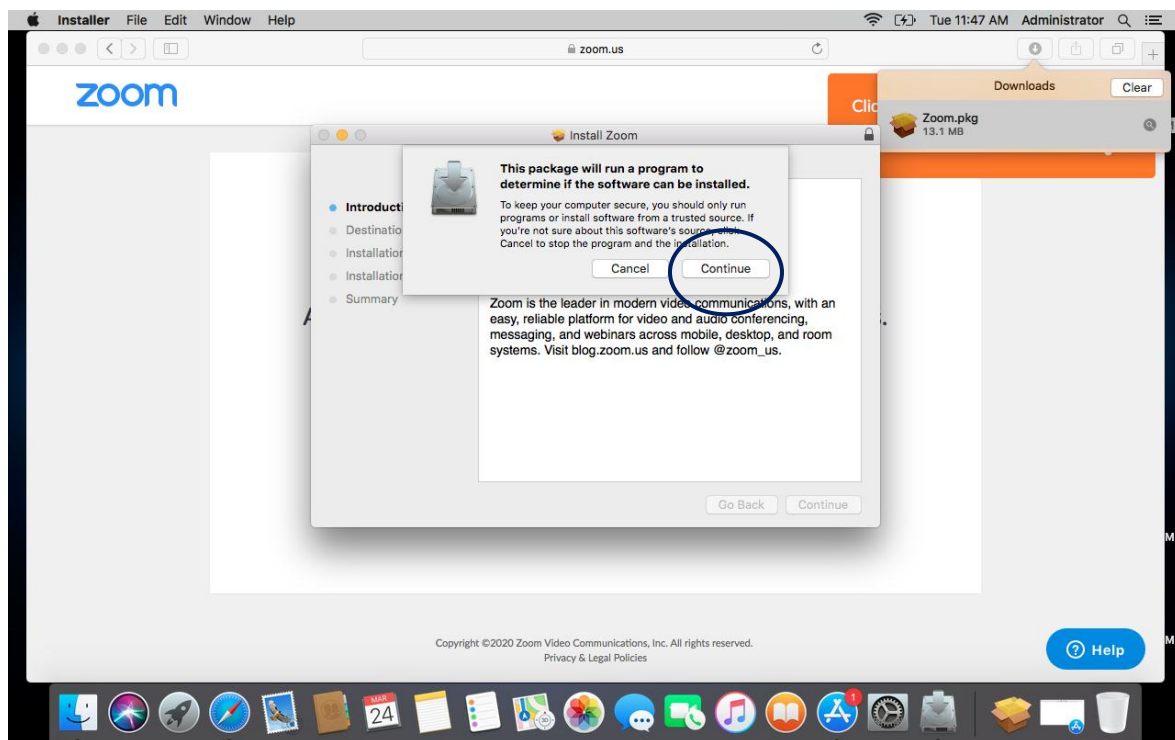 Installer File Edit Window Help
Tue 11:47 AM Administrator
zoom.us
zoom
Clic
Downloads
Clear
Zoom.pkg
13.1 MB
Install Zoom
This package will run a program to
determine if the software can be installed.
To keep your computer secure, you should only run
programs or install software from a trusted source. If
you're not sure about this software's source, click
Cancel to stop the program and the installation.
Cancel Continue
Introducti
Destinatio
Installation
Installation
Summary
Zoom is the leader in modern video communications, with an
easy, reliable platform for video and audio conferencing,
messaging, and webinars across mobile, desktop, and room
systems. Visit blog.zoom.us and follow @zoom_us.
Go Back Continue
Copyright ©2020 Zoom Video Communications, Inc. All rights reserved.
Privacy & Legal Policies
Help
MAR
24
1